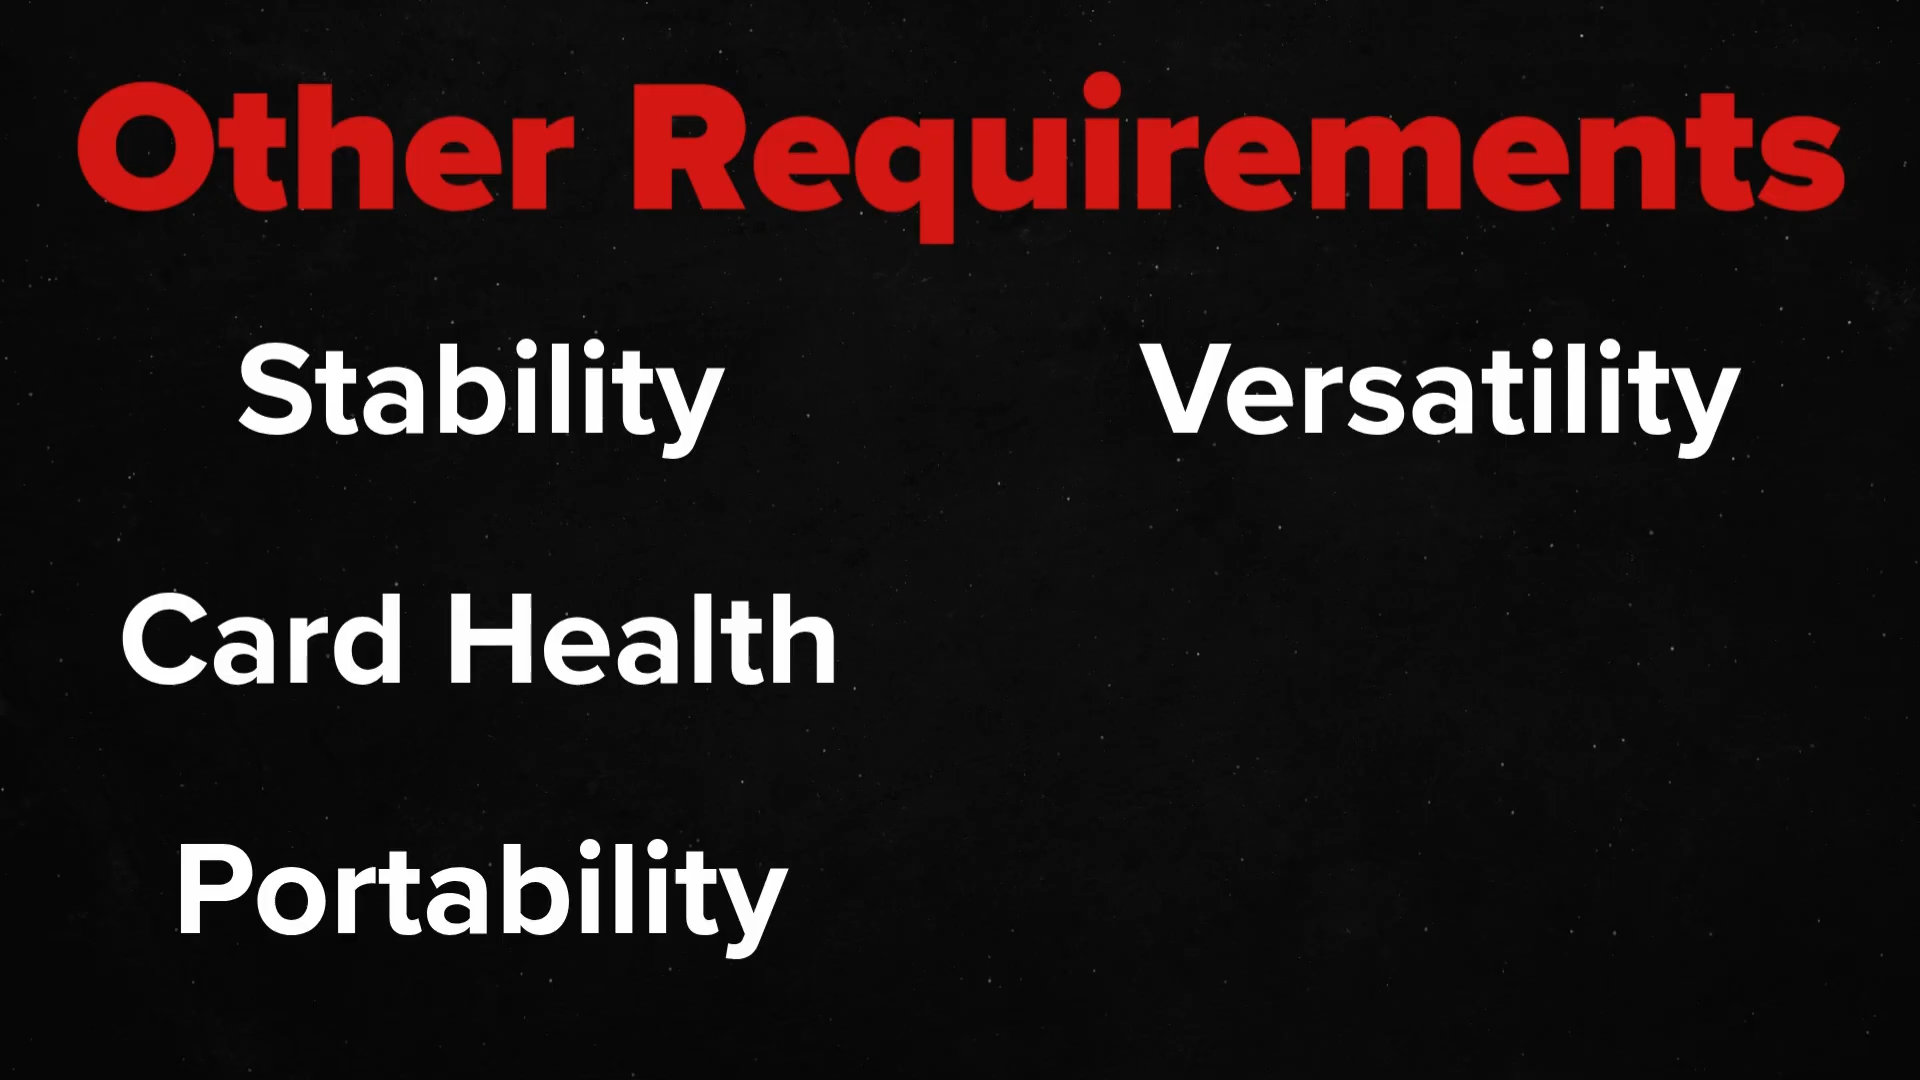 Other Requirements
Stability
Versatility
Card Health
Portability